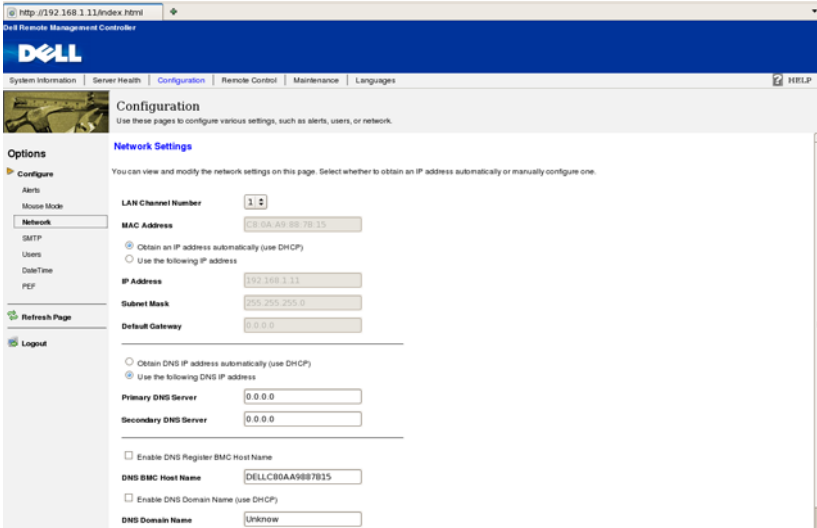 http://192.168.1.11/index.html
Dell Remote Management Controller
DELL
System Information Server Health Configuration Remote Control Maintenance Languages HELP
Configuration
Use these pages to configure various settings, such as alerts, users, or network.
Options
Configure
Alerts
Mouse Mode
Network
SMTP
Users
DateTime
PEF
Refresh Page
Logout
Network Settings
You can view and modify the network settings on this page. Select whether to obtain an IP address automatically or manually configure one.
LAN Channel Number 1
MAC Address C8:0A:A9:88:7B:15
Obtain an IP address automatically (use DHCP)
Use the following IP address
IP Address 192.168.1.11
Subnet Mask 255.255.255.0
Default Gateway 0.0.0.0
Obtain DNS IP address automatically (use DHCP)
Use the following DNS IP address
Primary DNS Server 0.0.0.0
Secondary DNS Server 0.0.0.0
Enable DNS Register BMC Host Name
DNS BMC Host Name DELLC80AA9887B15
Enable DNS Domain Name (use DHCP)
DNS Domain Name Unknow